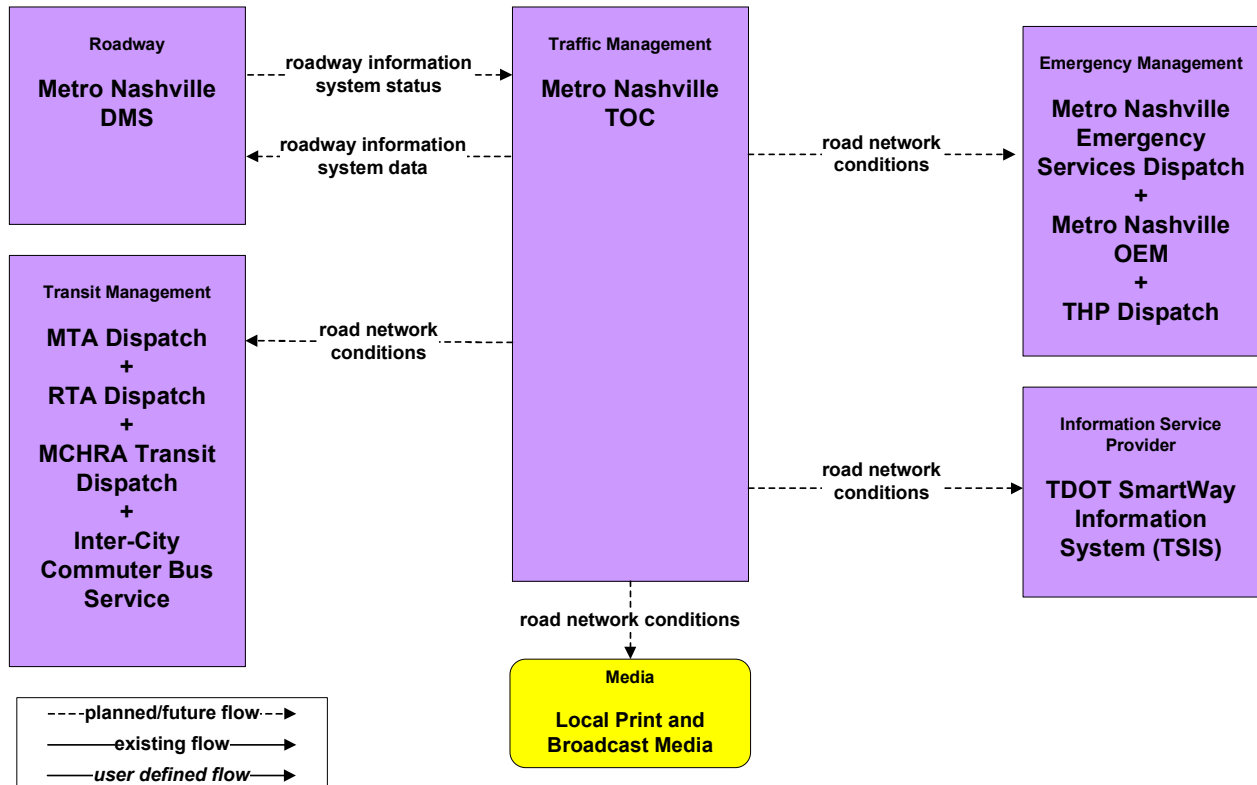 Roadway
Metro Nashville
DMS
roadway information
system status
roadway information
system data
Traffic Management
Metro Nashville
TOC
road network
conditions
Emergency Management
Metro Nashville
Emergency
Services Dispatch
+
Metro Nashville
OEM
+
THP Dispatch
Transit Management
MTA Dispatch
+
RTA Dispatch
+
MCHRA Transit
Dispatch
+
Inter-City
Commuter Bus
Service
road network
conditions
road network
conditions
Information Service
Provider
TDOT SmartWay
Information
System (TSIS)
road network conditions
Media
Local Print and
Broadcast Media
planned/future flow
existing flow
user defined flow